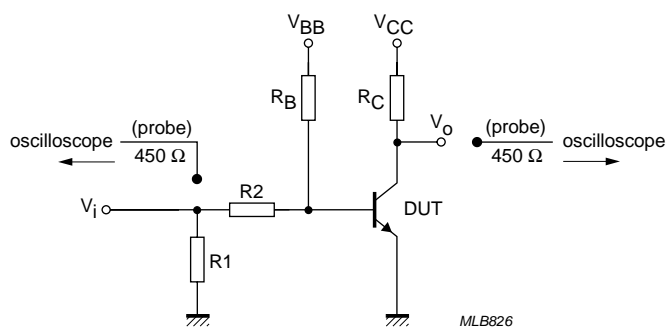 VBB
VCC
RB
RC
Vo
(probe)
450 Ω
oscilloscope
(probe)
450 Ω
oscilloscope
R2
DUT
Vi
R1
MLB826